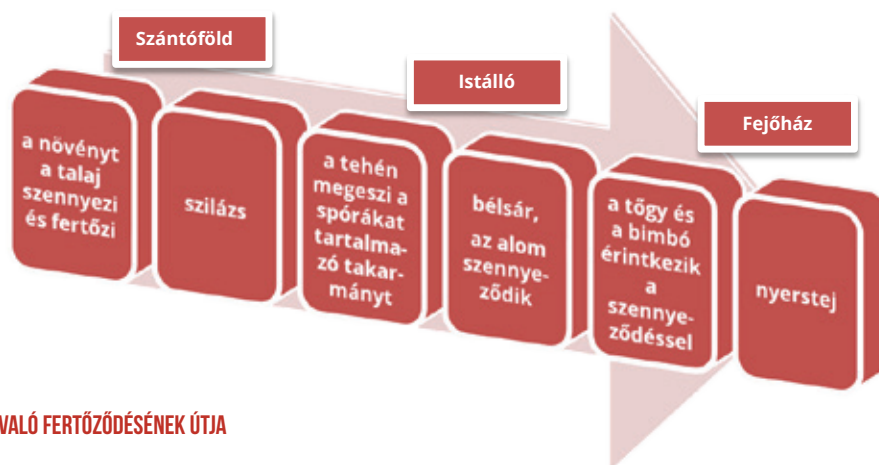 Szántóföld
Istálló
Fejőház
a növényt
a talaj
szennyezi
és fertőzi
szilázs
a tehén
megeszi a
spórákat
tartalma-
zó takar-
mányt
bélsár,
az alom
szennye-
ződik
a tőgy és
a bimbó
érintkezik
a
szennye-
ződéssel
nyerstej
VALÓ FERTŐZŐDÉSÉNEK ÚTJA